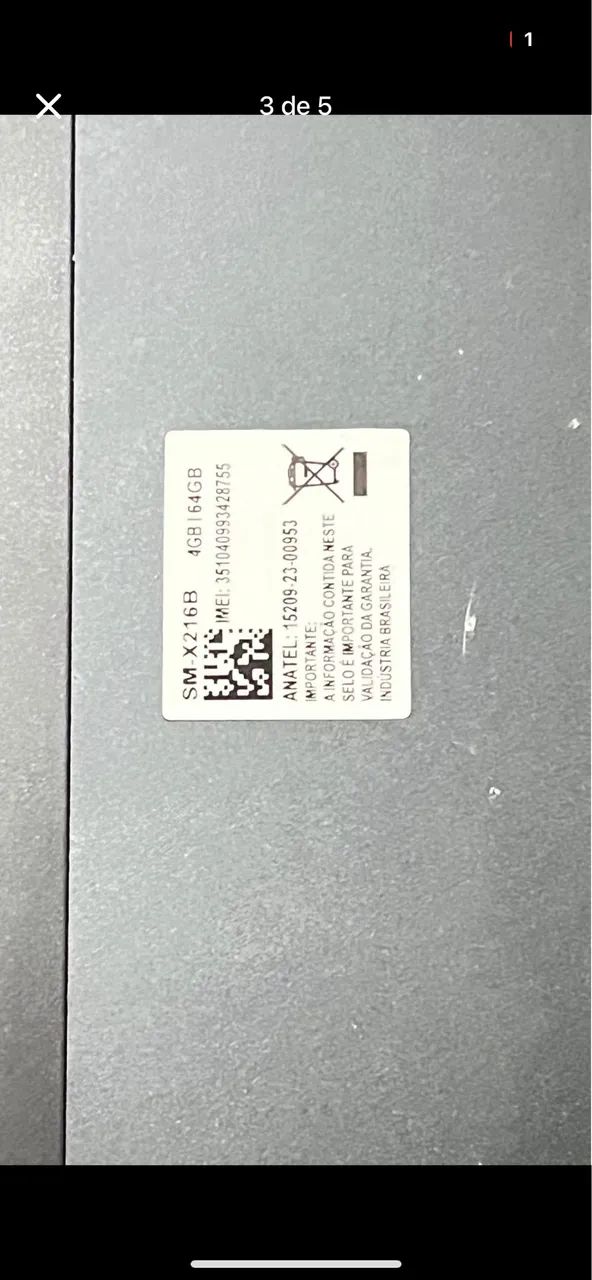 1
3 de 5
SM-X216B 4GB | 64GB
IMEI: 351040993428755
ANATEL: 15209-23-00953
IMPORTANTE:
A INFORMAÇÃO CONTIDA NESTE
SELO É IMPORTANTE PARA
VALIDAÇÃO DA GARANTIA.
INDÚSTRIA BRASILEIRA